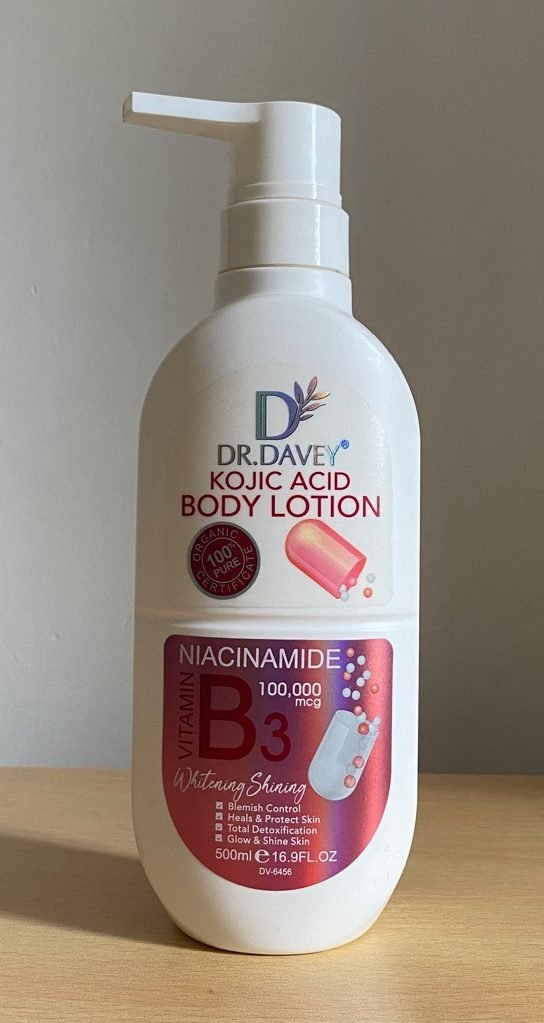 D
DR.DAVEY®
KOJIC ACID
BODY LOTION
ORGANIC
100%
PURE
CERTIFICATE
NIACINAMIDE
VITAMIN
B3
100,000
mcg
Whitening Shining
Blemish Control
Heals & Protect Skin
Total Detoxification
Glow & Shine Skin
500ml ℮ 16.9FL.OZ
DV-6456